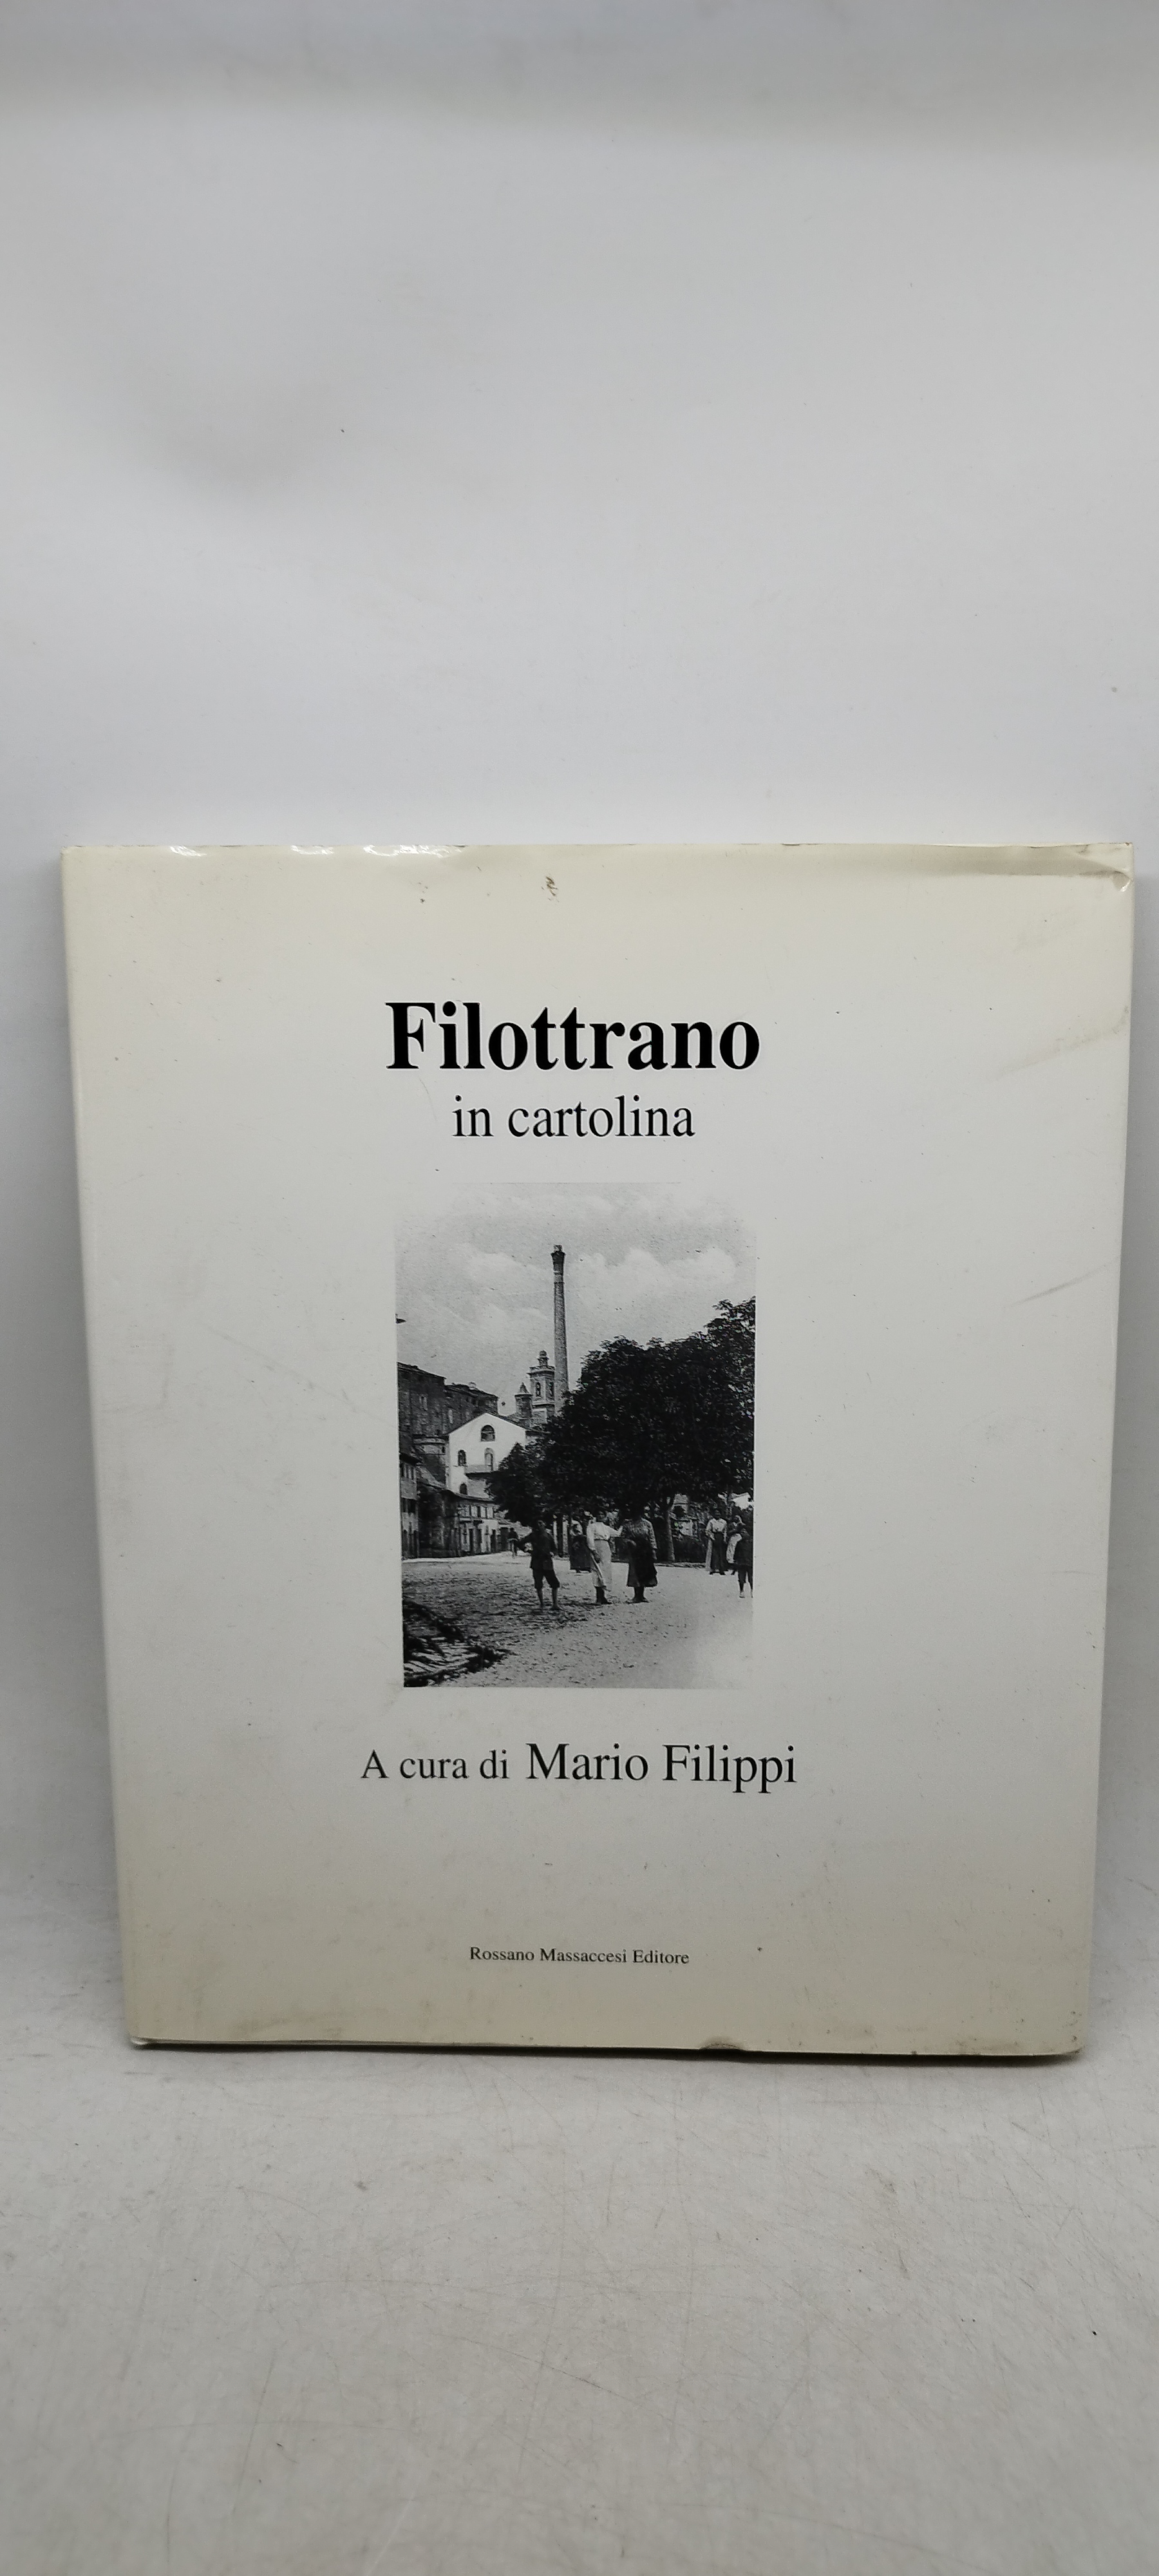 Filottrano
in cartolina
A cura di Mario Filippi
Rossano Massaccesi Editore